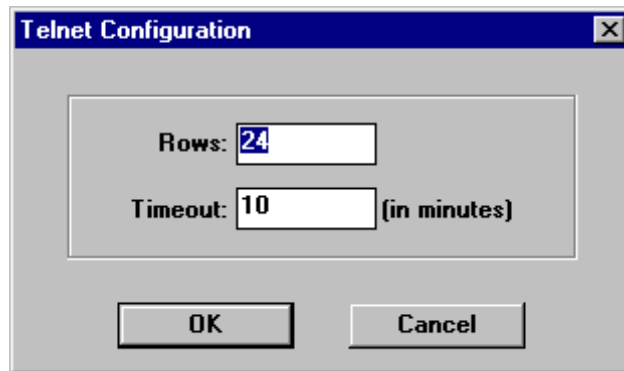 Telnet Configuration
Rows: 24
Timeout: 10 (in minutes)
OK Cancel